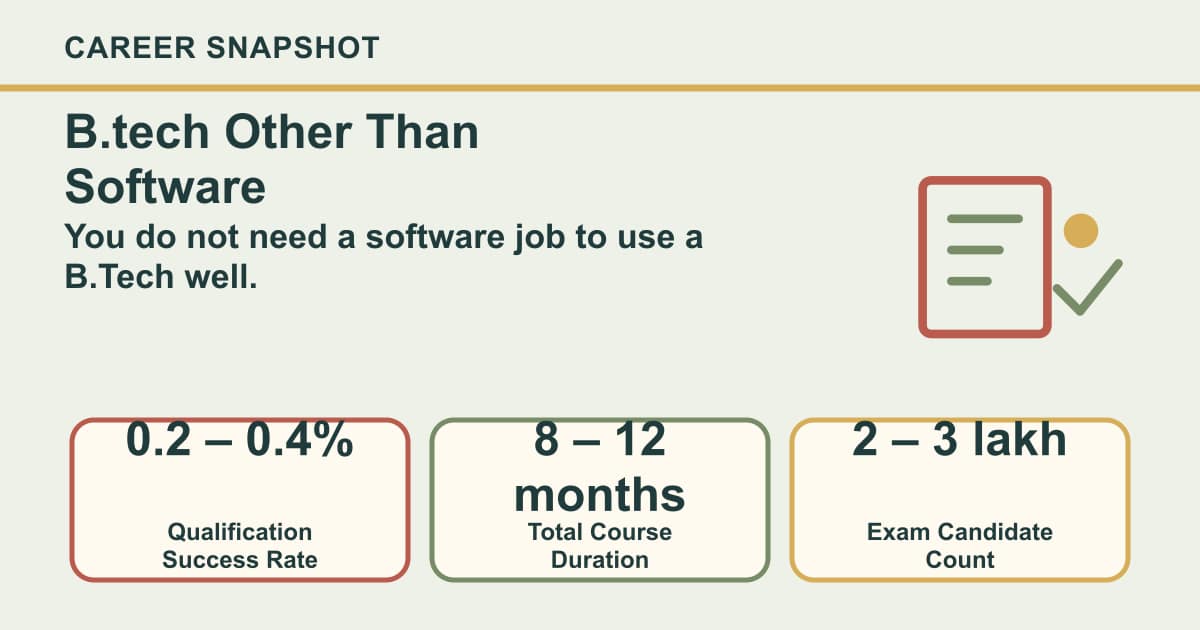 CAREER SNAPSHOT
B.tech Other Than
Software
You do not need a software job to use a
B.Tech well.
0.2 – 0.4%
Qualification
Success Rate
8 – 12
months
Total Course
Duration
2 – 3 lakh
Exam Candidate
Count